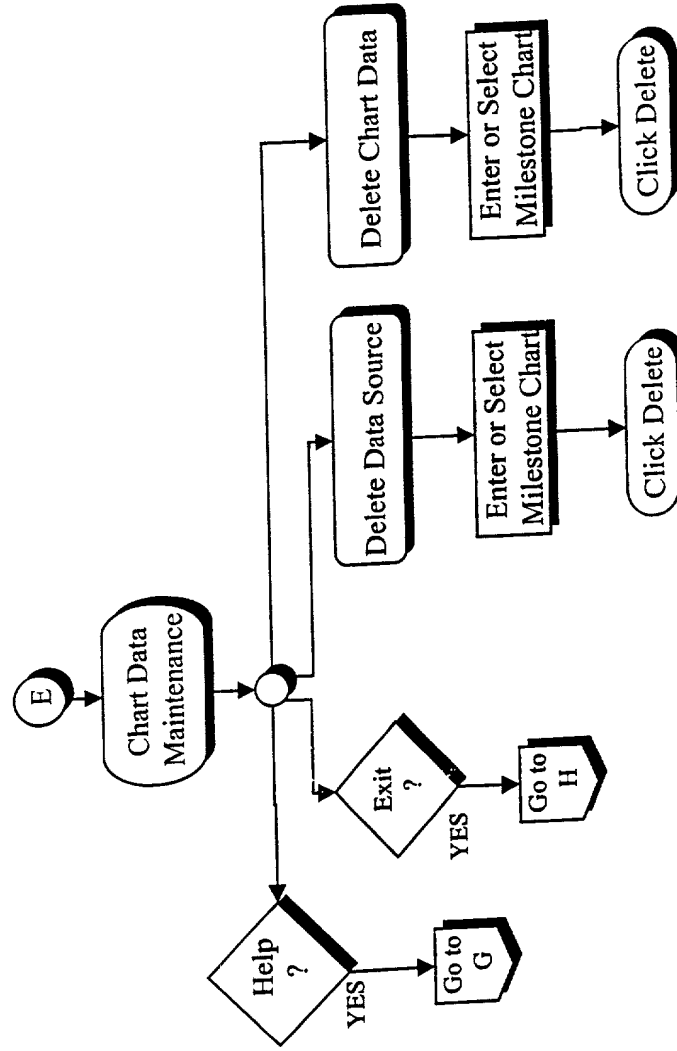 E
Chart Data
Maintenance
Help
?
YES
Go to
G
Exit
?
YES
Go to
H
Delete Data Source
Enter or Select
Milestone Chart
Click Delete
Delete Chart Data
Enter or Select
Milestone Chart
Click Delete